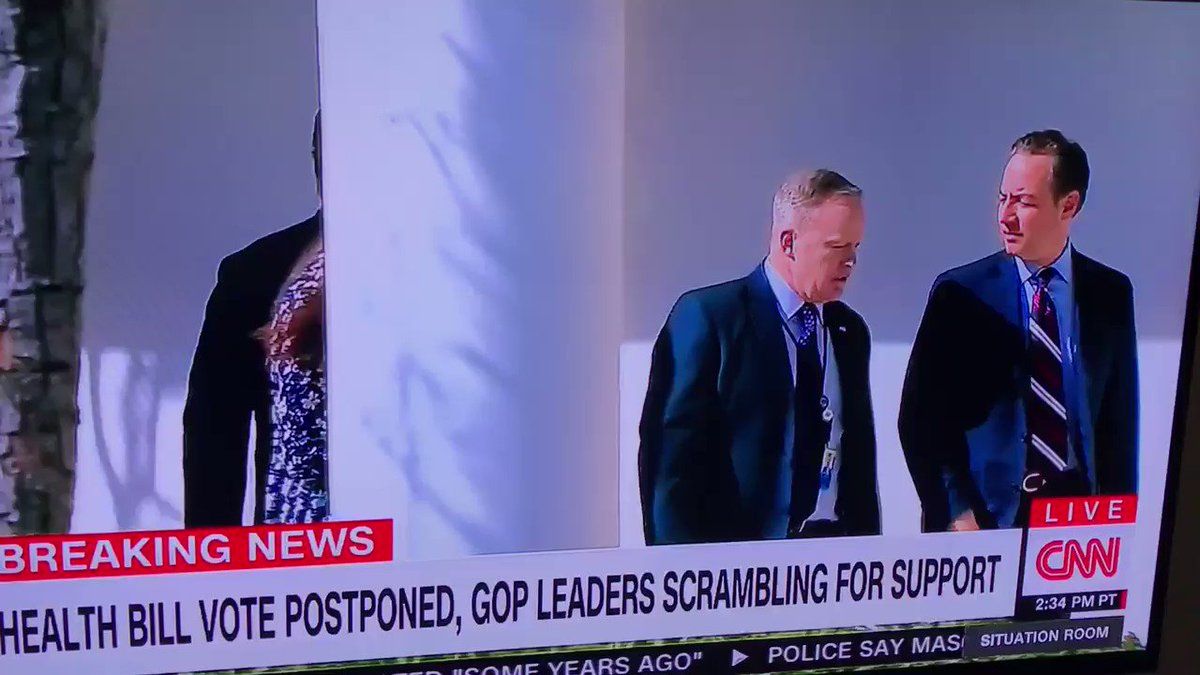 BREAKING NEWS
HEALTH BILL VOTE POSTPONED, GOP LEADERS SCRAMBLING FOR SUPPORT
LIVE
CNN
2:34 PM PT
"SOME YEARS AGO" ▶ POLICE SAY
SITUATION ROOM